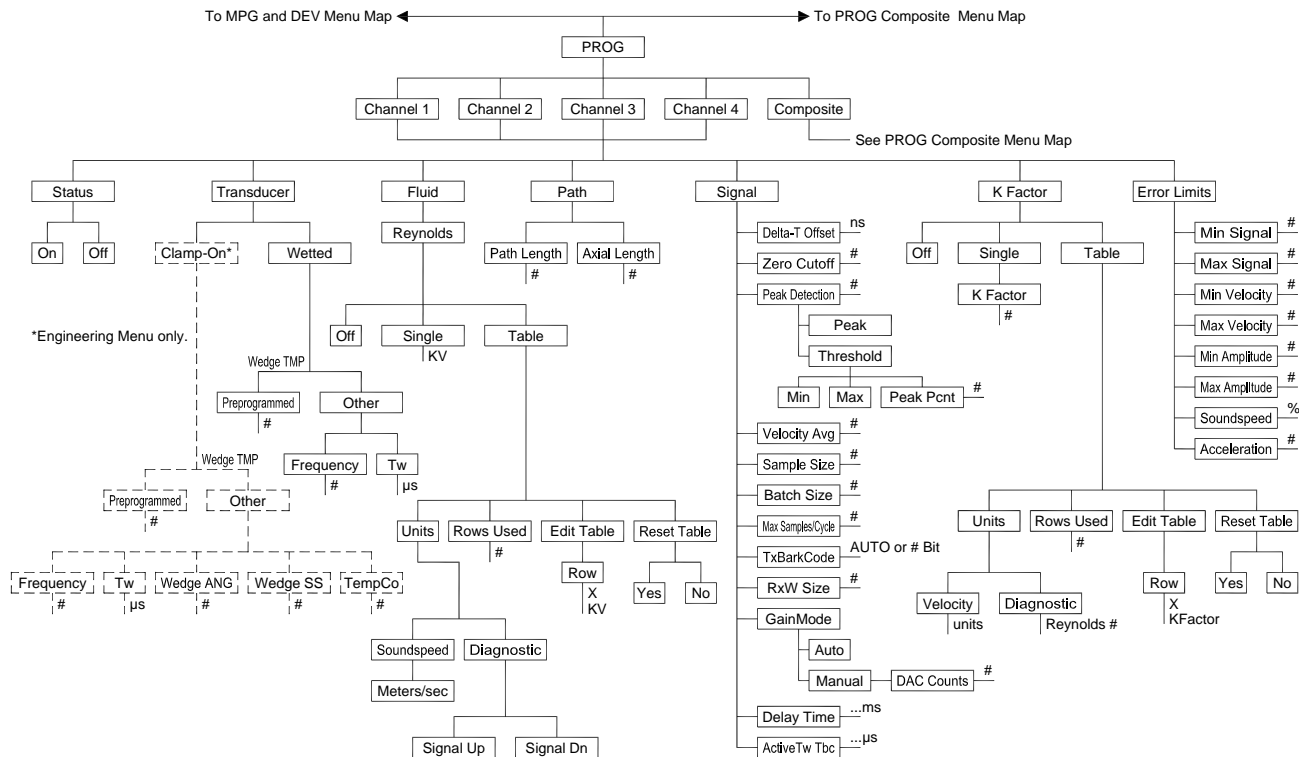 To MPG and DEV Menu Map
To PROG Composite Menu Map
PROG
Channel 1
Channel 2
Channel 3
Channel 4
Composite
See PROG Composite Menu Map
Status
Transducer
Fluid
Path
Signal
K Factor
Error Limits
On
Off
Clamp-On*
Wetted
Reynolds
Path Length
#
Axial Length
#
*Engineering Menu only.
Off
Single
KV
Table
Wedge TMP
Preprogrammed
#
Other
Frequency
#
Tw
µs
Wedge TMP
Preprogrammed
#
Other
Frequency
#
Tw
µs
Wedge ANG
#
Wedge SS
#
TempCo
#
Units
Rows Used
#
Edit Table
Reset Table
Row
X
KV
Yes
No
Soundspeed
Diagnostic
Meters/sec
Signal Up
Signal Dn
Delta-T Offset
ns
Zero Cutoff
#
Peak Detection
#
Peak
Threshold
Min
Max
Peak Pcnt
#
Velocity Avg
#
Sample Size
#
Batch Size
#
Max Samples/Cycle
#
TxBarkCode
AUTO or # Bit
RxW Size
#
GainMode
Auto
Manual
DAC Counts
#
Delay Time
...ms
ActiveTw Tbc
...µs
Off
Single
Table
K Factor
#
Units
Rows Used
#
Edit Table
Reset Table
Velocity
units
Diagnostic
Reynolds #
Row
X
KFactor
Yes
No
Min Signal
#
Max Signal
#
Min Velocity
#
Max Velocity
#
Min Amplitude
#
Max Amplitude
#
Soundspeed
%
Acceleration
#